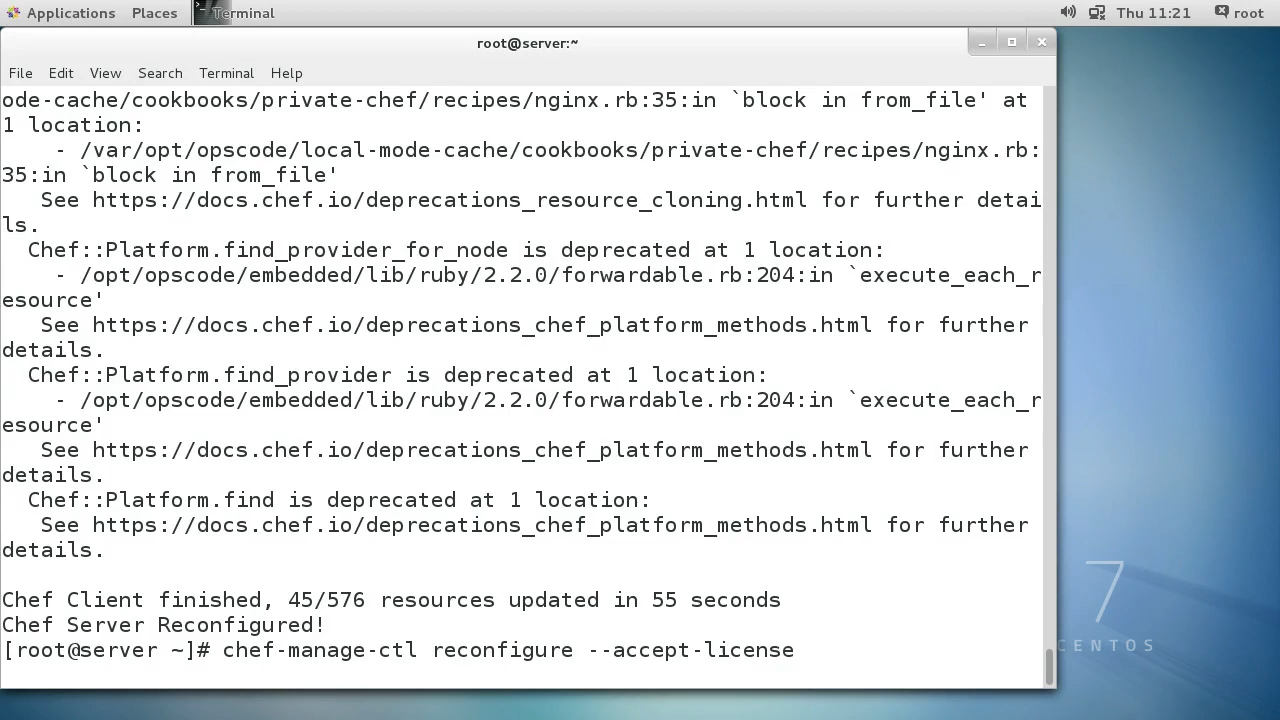 Applications Places Terminal Thu 11:21 root
root@server:~
File Edit View Search Terminal Help
ode-cache/cookbooks/private-chef/recipes/nginx.rb:35:in `block in from_file' at
1 location:
- /var/opt/opscode/local-mode-cache/cookbooks/private-chef/recipes/nginx.rb:
35:in `block in from_file'
See https://docs.chef.io/deprecations_resource_cloning.html for further detai
ls.
Chef::Platform.find_provider_for_node is deprecated at 1 location:
- /opt/opscode/embedded/lib/ruby/2.2.0/forwardable.rb:204:in `execute_each_r
esource'
See https://docs.chef.io/deprecations_chef_platform_methods.html for further
details.
Chef::Platform.find_provider is deprecated at 1 location:
- /opt/opscode/embedded/lib/ruby/2.2.0/forwardable.rb:204:in `execute_each_r
esource'
See https://docs.chef.io/deprecations_chef_platform_methods.html for further
details.
Chef::Platform.find is deprecated at 1 location:
See https://docs.chef.io/deprecations_chef_platform_methods.html for further
details.
Chef Client finished, 45/576 resources updated in 55 seconds
Chef Server Reconfigured!
[root@server ~]# chef-manage-ctl reconfigure --accept-license
7
CENTOS